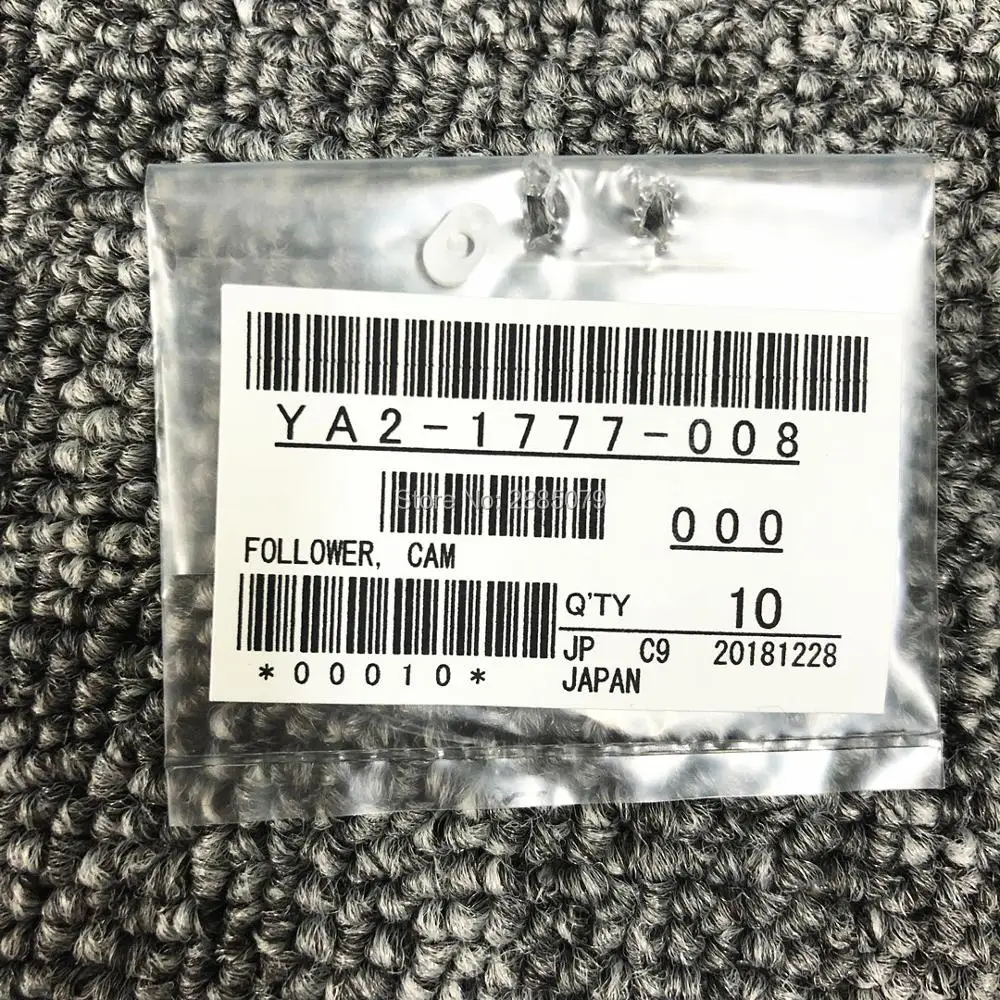 YA2-1777-008
Store No: 2885079
000
FOLLOWER, CAM
Q'TY 10
*00010*
JP C9 20181228
JAPAN